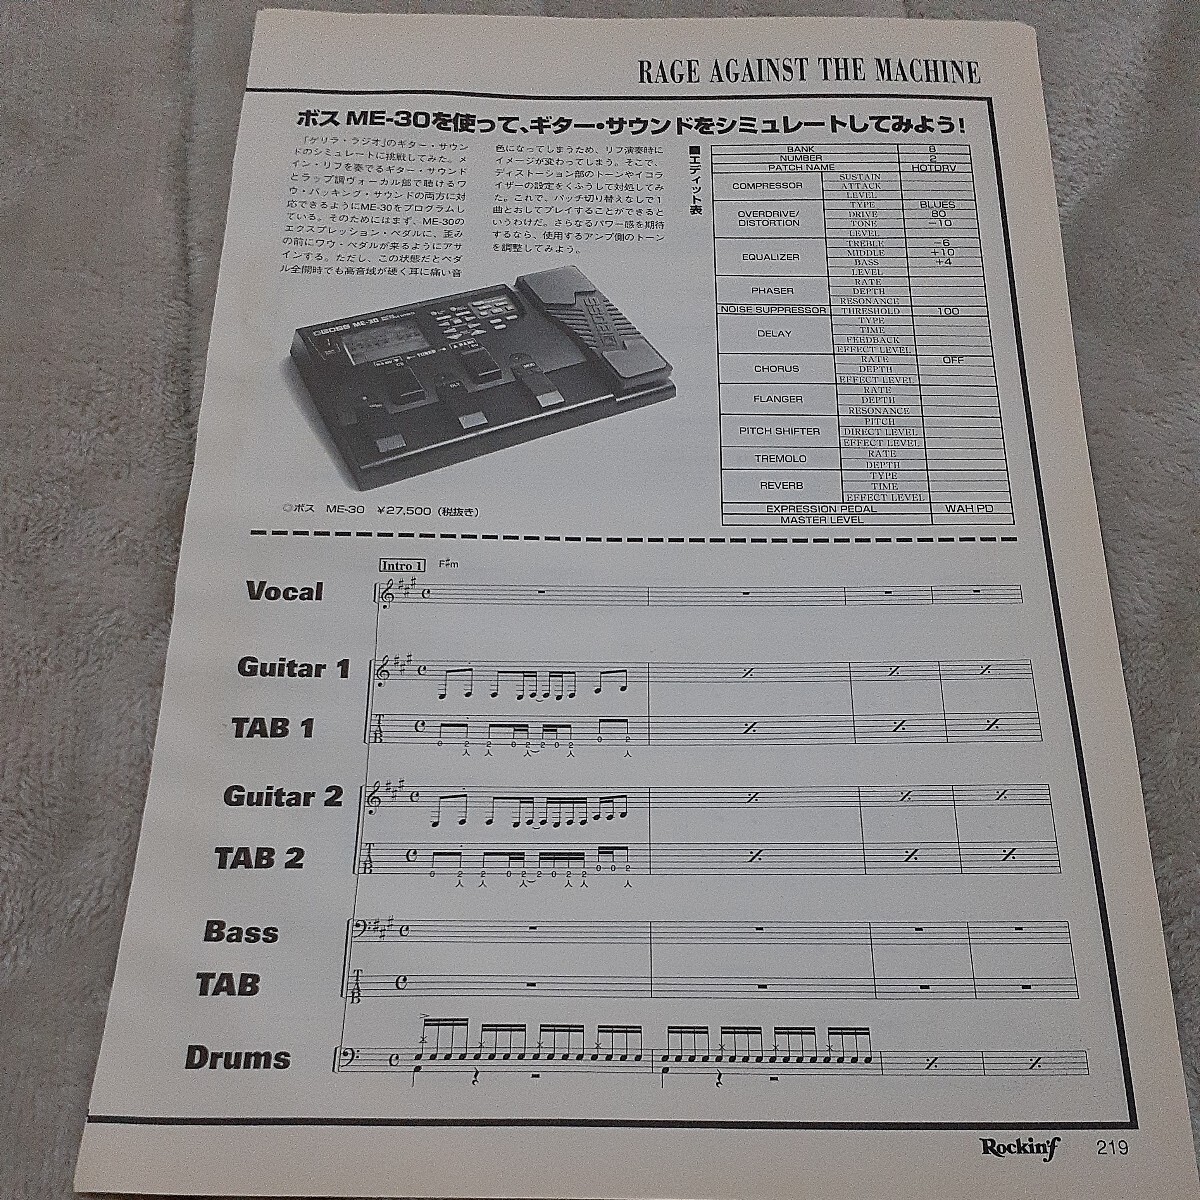 RAGE AGAINST THE MACHINE
ボス ME-30を使って、ギター・サウンドをシミュレートしてみよう!
「ゲリラ・ラジオ」のギター・サウン
ドのシミュレートに挑戦してみた。メ
イン・リフを奏でるギター・サウンド
とラップ調ヴォーカル部で聴けるワ
ウ・バッキング・サウンドの両方に対
応できるようにME-30をプログラムし
ている。そのためにはまず、ME-30の
エクスプレッション・ペダルに、歪み
の前にワウ・ペダルが来るようにアサ
インする。ただし、この状態だとペダ
ル全開時でも高音域が硬く耳に痛い音
色になってしまうため、リフ演奏時に
イメージが変わってしまう。そこで、
ディストーション部のトーンやイコラ
イザーの設定をくふうして対処してみ
た。これで、パッチ切り替えなしで1
曲とおしてプレイすることができると
いうわけだ。さらなるパワー感を期待
するなら、使用するアンプ側のトーン
を調整してみよう。
■エディット表
BANK 8
NUMBER 2
PATCH NAME HOTDRV
COMPRESSOR
SUSTAIN
ATTACK
LEVEL
OVERDRIVE/
DISTORTION
TYPE BLUES
DRIVE 80
TONE −10
LEVEL
EQUALIZER
TREBLE −6
MIDDLE +10
BASS +4
LEVEL
PHASER
RATE
DEPTH
RESONANCE
NOISE SUPPRESSOR THRESHOLD 100
DELAY
TYPE
TIME
FEEDBACK
EFFECT LEVEL
CHORUS
RATE OFF
DEPTH
EFFECT LEVEL
FLANGER
RATE
DEPTH
RESONANCE
PITCH SHIFTER
PITCH
DIRECT LEVEL
EFFECT LEVEL
TREMOLO
RATE
DEPTH
REVERB
TYPE
TIME
EFFECT LEVEL
EXPRESSION PEDAL WAH PD
MASTER LEVEL
BOSS ME-30
◎ボス ME-30 ¥27,500(税抜き)
Intro 1 F#m
Vocal
Guitar 1
TAB 1
Guitar 2
TAB 2
Bass
TAB
Drums
Rockin'f 219